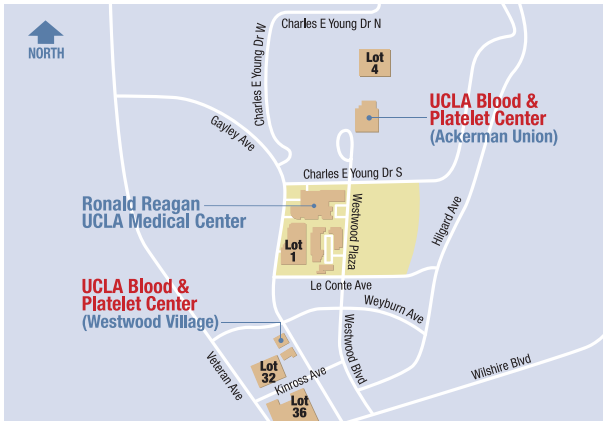 NORTH
Charles E Young Dr N
Charles E Young Dr W
Lot
4
UCLA Blood &
Platelet Center
(Ackerman Union)
Gayley Ave
Charles E Young Dr S
Ronald Reagan
UCLA Medical Center
Westwood Plaza
Hilgard Ave
Lot
1
Le Conte Ave
UCLA Blood &
Platelet Center
(Westwood Village)
Weyburn Ave
Westwood Blvd
Veteran Ave
Lot
32
Kinross Ave
Wilshire Blvd
Lot
36